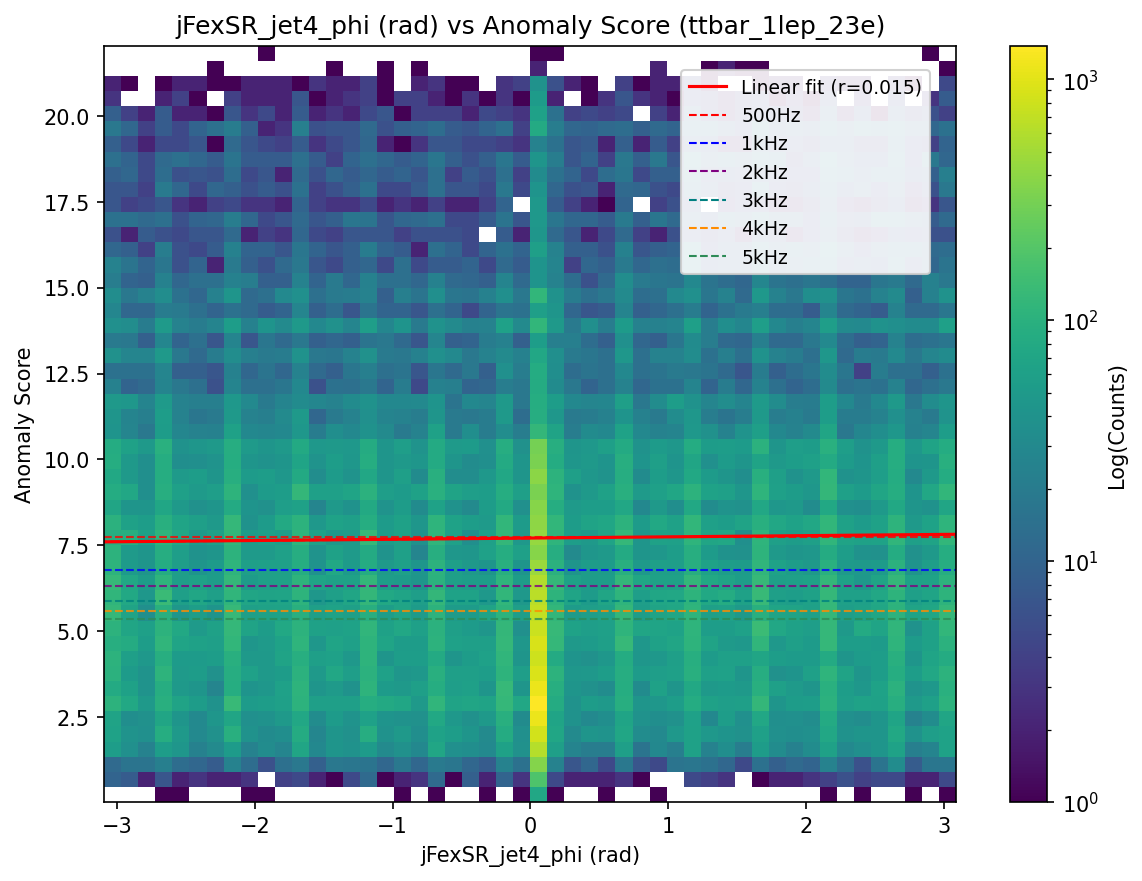 jFexSR_jet4_phi (rad) vs Anomaly Score (ttbar_1lep_23e)
Linear fit (r=0.015)
500Hz
1kHz
2kHz
3kHz
4kHz
5kHz
20.0
17.5
15.0
12.5
10.0
7.5
5.0
2.5
Anomaly Score
−3
−2
−1
0
1
2
3
jFexSR_jet4_phi (rad)
10³
10²
10¹
10⁰
Log(Counts)